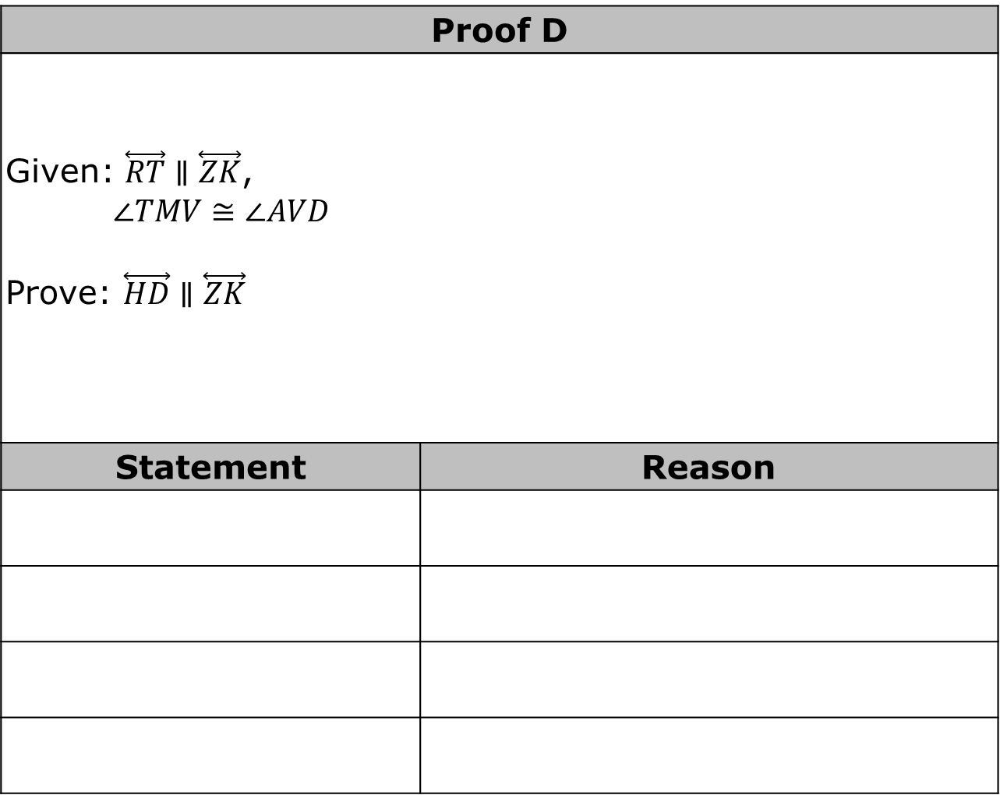 Proof D
Given: $\overleftrightarrow{RT} \parallel \overleftrightarrow{ZK}$,
$\angle TMV \cong \angle AVD$
Prove: $\overleftrightarrow{HD} \parallel \overleftrightarrow{ZK}$
Statement
Reason